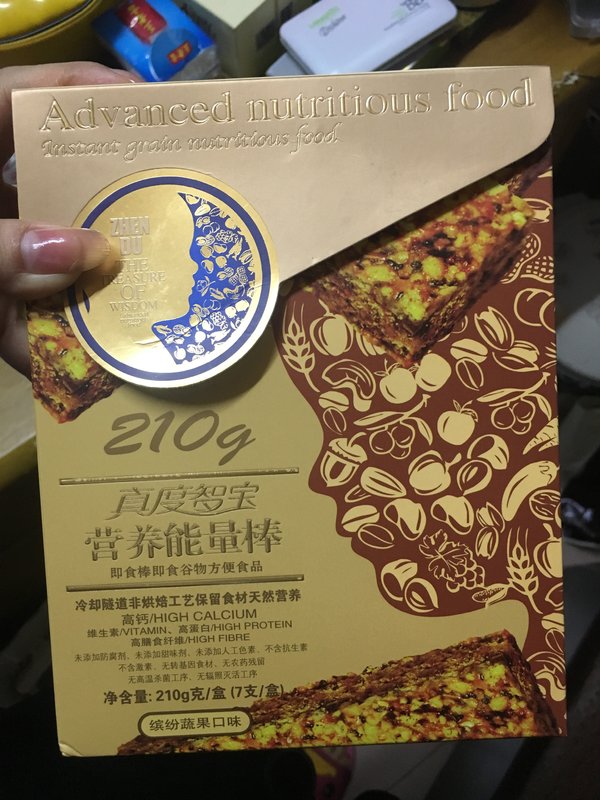 Advanced nutritious food
Instant grain nutritious food
ZHEN
DU
THE
TREASURE
OF
WISDOM
210g
真度智宝
营养能量棒
即食棒即食谷物方便食品
冷却隧道非烘焙工艺保留食材天然营养
高钙/HIGH CALCIUM
维生素/VITAMIN、高蛋白/HIGH PROTEIN
高膳食纤维/HIGH FIBRE
未添加防腐剂、未添加甜味剂、未添加人工色素、不含抗生素
不含激素、无转基因食材、无农药残留
无高温杀菌工序、无辐照灭活工序
净含量: 210g克/盒 (7支/盒)
缤纷蔬果口味